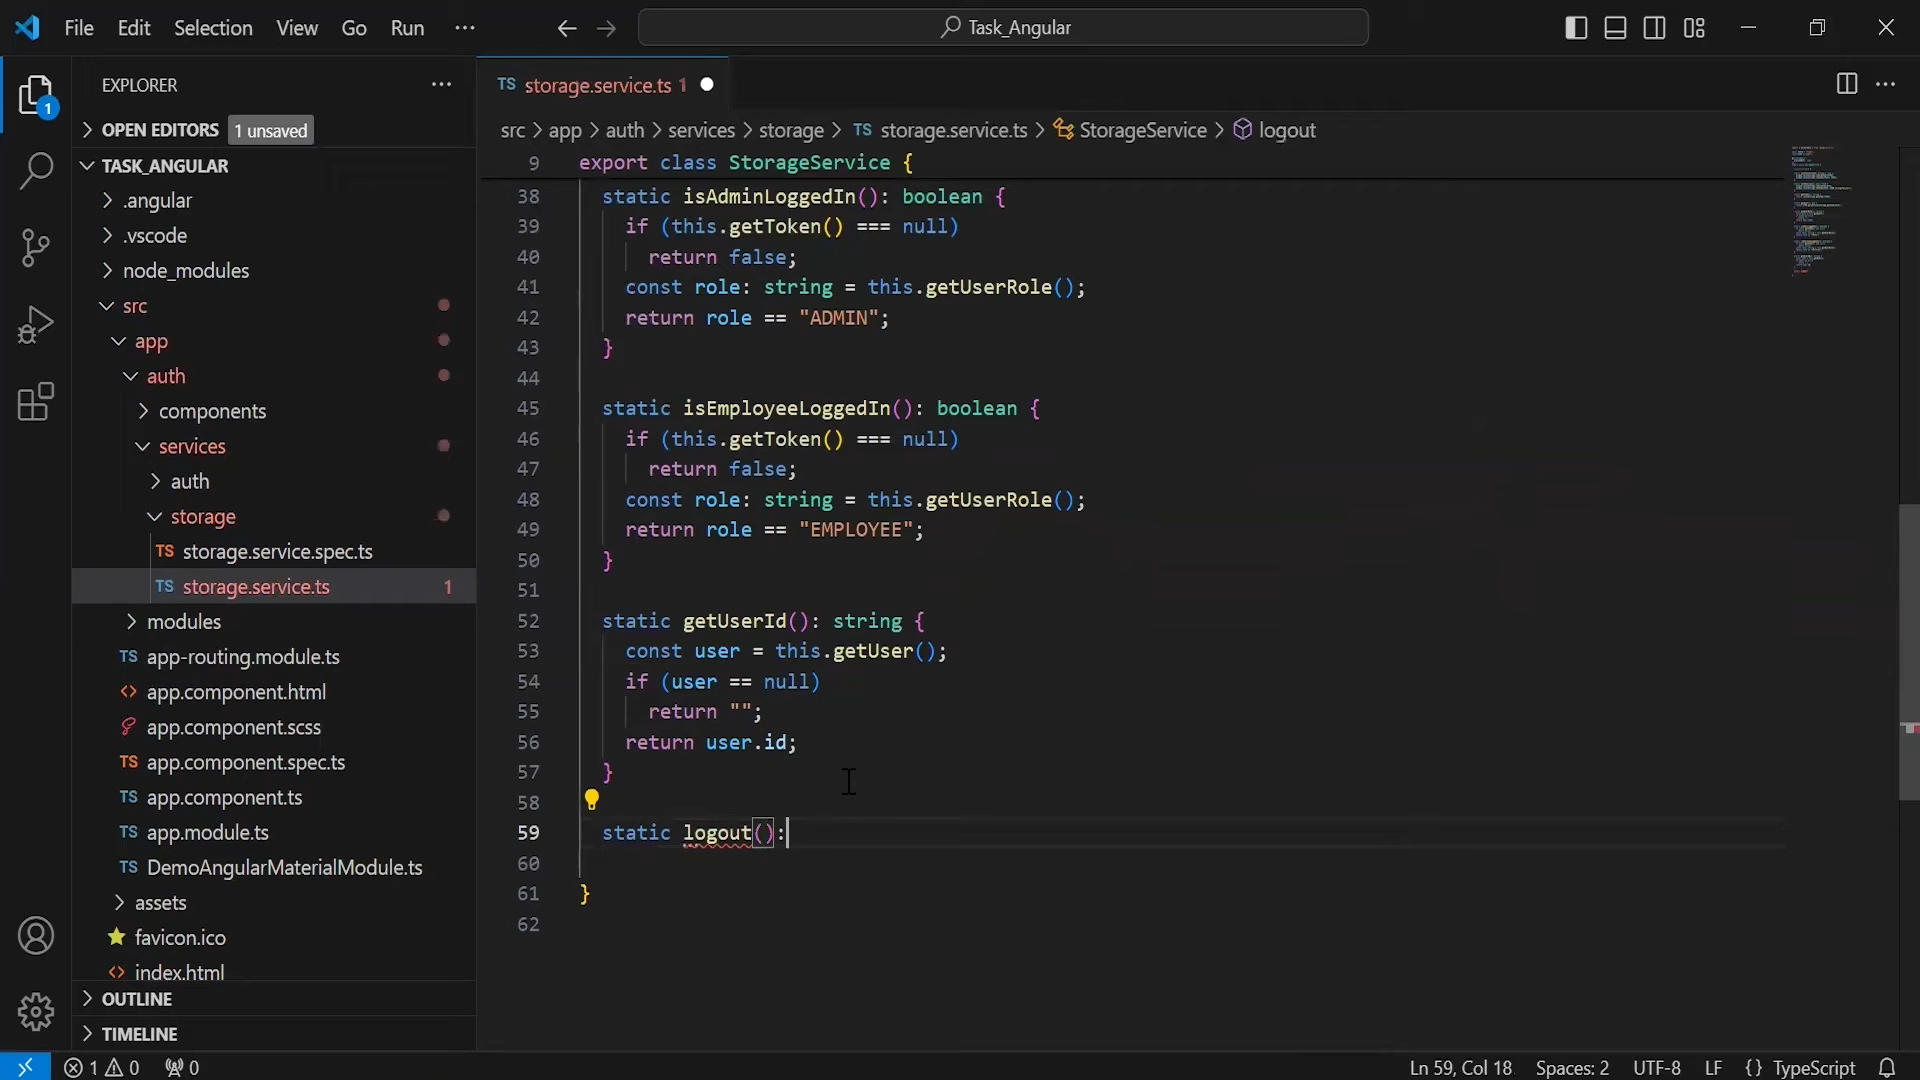 File Edit Selection View Go Run ··· Task_Angular
EXPLORER ···
OPEN EDITORS 1 unsaved
TASK_ANGULAR
.angular
.vscode
node_modules
src
app
auth
components
services
auth
storage
TS storage.service.spec.ts
TS storage.service.ts 1
modules
TS app-routing.module.ts
<> app.component.html
app.component.scss
TS app.component.spec.ts
TS app.component.ts
TS app.module.ts
TS DemoAngularMaterialModule.ts
assets
favicon.ico
<> index.html
OUTLINE
TIMELINE
1
TS storage.service.ts 1
src > app > auth > services > storage > TS storage.service.ts > StorageService > logout
9 export class StorageService {
38 static isAdminLoggedIn(): boolean {
39 if (this.getToken() === null)
40 return false;
41 const role: string = this.getUserRole();
42 return role == "ADMIN";
43 }
44
45 static isEmployeeLoggedIn(): boolean {
46 if (this.getToken() === null)
47 return false;
48 const role: string = this.getUserRole();
49 return role == "EMPLOYEE";
50 }
51
52 static getUserId(): string {
53 const user = this.getUser();
54 if (user == null)
55 return "";
56 return user.id;
57 }
58
59 static logout():
60
61 }
62
1 0 0 Ln 59, Col 18 Spaces: 2 UTF-8 LF {} TypeScript